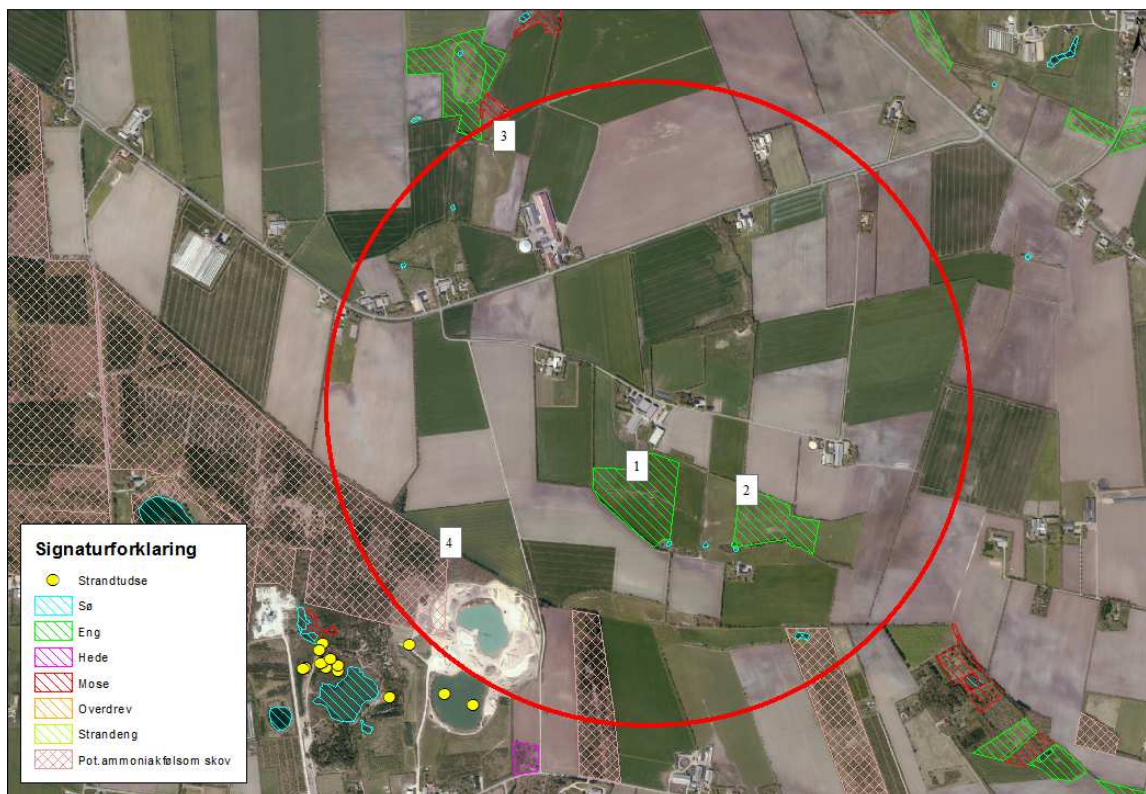 3
1
2
4
Signaturforklaring
Strandtudse
Sø
Eng
Hede
Mose
Overdrev
Strandeng
Pot.ammoniakfølsom skov